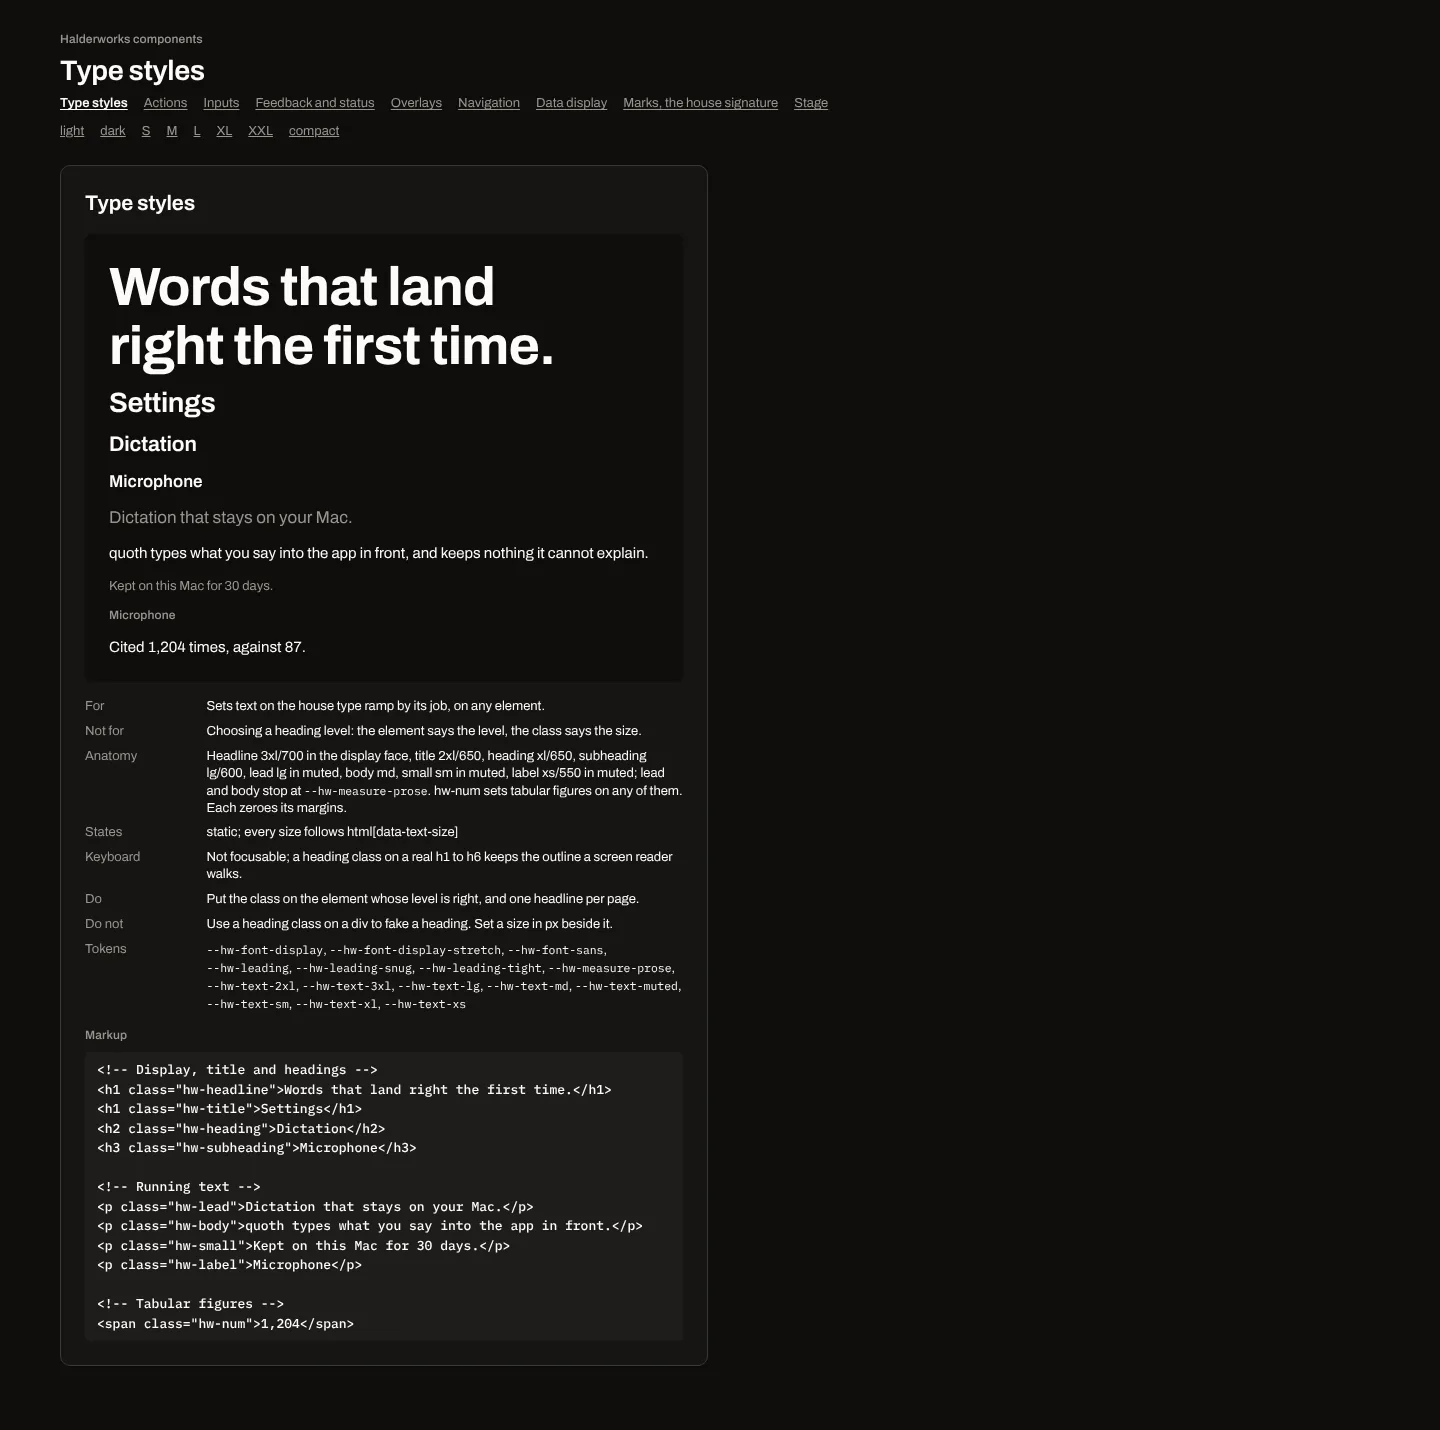 Halderworks components
Type styles
Type styles Actions Inputs Feedback and status Overlays Navigation Data display Marks, the house signature Stage
light dark S M L XL XXL compact
Type styles
Words that land
right the first time.
Settings
Dictation
Microphone
Dictation that stays on your Mac.
quoth types what you say into the app in front, and keeps nothing it cannot explain.
Kept on this Mac for 30 days.
Microphone
Cited 1,204 times, against 87.
For Sets text on the house type ramp by its job, on any element.
Not for Choosing a heading level: the element says the level, the class says the size.
Anatomy Headline 3xl/700 in the display face, title 2xl/650, heading xl/650, subheading
lg/600, lead lg in muted, body md, small sm in muted, label xs/550 in muted; lead
and body stop at --hw-measure-prose. hw-num sets tabular figures on any of them.
Each zeroes its margins.
States static; every size follows html[data-text-size]
Keyboard Not focusable; a heading class on a real h1 to h6 keeps the outline a screen reader
walks.
Do Put the class on the element whose level is right, and one headline per page.
Do not Use a heading class on a div to fake a heading. Set a size in px beside it.
Tokens --hw-font-display, --hw-font-display-stretch, --hw-font-sans,
--hw-leading, --hw-leading-snug, --hw-leading-tight, --hw-measure-prose,
--hw-text-2xl, --hw-text-3xl, --hw-text-lg, --hw-text-md, --hw-text-muted,
--hw-text-sm, --hw-text-xl, --hw-text-xs
Markup
<!-- Display, title and headings -->
<h1 class="hw-headline">Words that land right the first time.</h1>
<h1 class="hw-title">Settings</h1>
<h2 class="hw-heading">Dictation</h2>
<h3 class="hw-subheading">Microphone</h3>
<!-- Running text -->
<p class="hw-lead">Dictation that stays on your Mac.</p>
<p class="hw-body">quoth types what you say into the app in front.</p>
<p class="hw-small">Kept on this Mac for 30 days.</p>
<p class="hw-label">Microphone</p>
<!-- Tabular figures -->
<span class="hw-num">1,204</span>